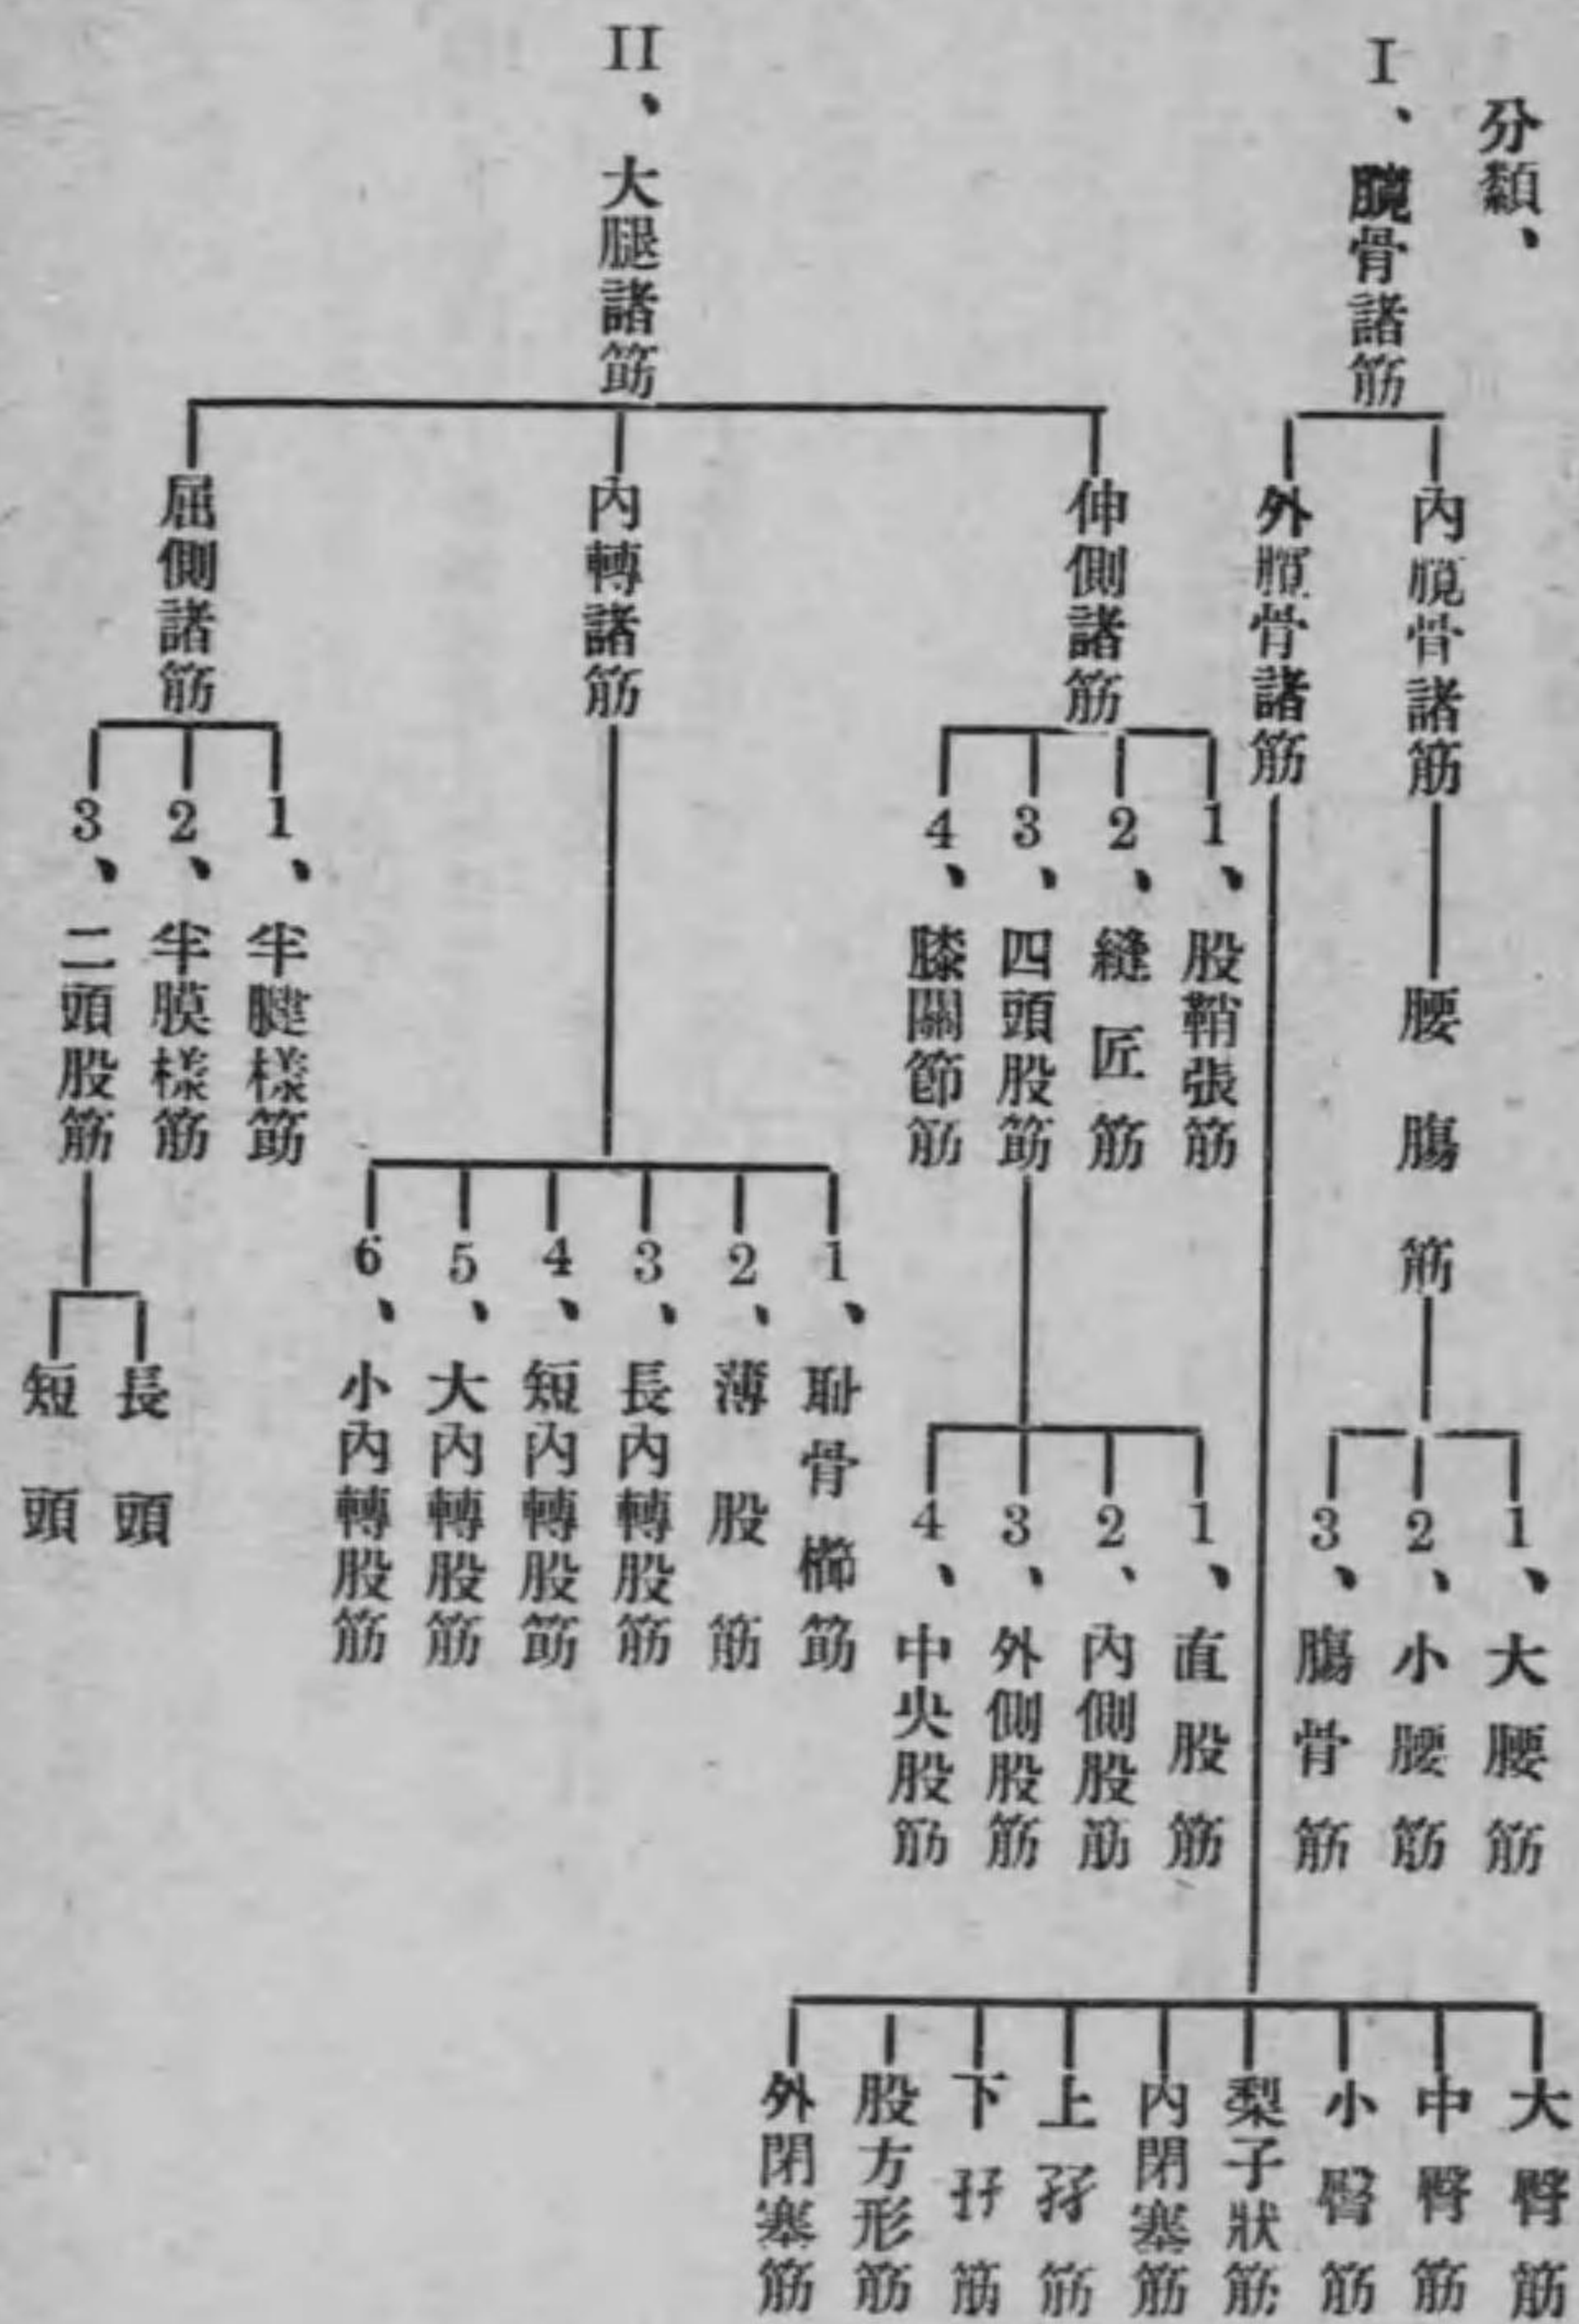 分類、
I、臗骨諸筋
內臗骨諸筋
腰腸筋
1、大腰筋
2、小腰筋
3、腸骨筋
外臗骨諸筋
大臀筋
中臀筋
小臀筋
梨子狀筋
內閉塞筋
上孖筋
下孖筋
股方形筋
外閉塞筋
II、大腿諸筋
伸側諸筋
1、股鞘張筋
2、縫匠筋
3、四頭股筋
1、直股筋
2、內側股筋
3、外側股筋
4、中央股筋
4、膝關節筋
內轉諸筋
1、耻骨櫛筋
2、薄股筋
3、長內轉股筋
4、短內轉股筋
5、大內轉股筋
6、小內轉股筋
屈側諸筋
1、半腱樣筋
2、半膜樣筋
3、二頭股筋
長頭
短頭